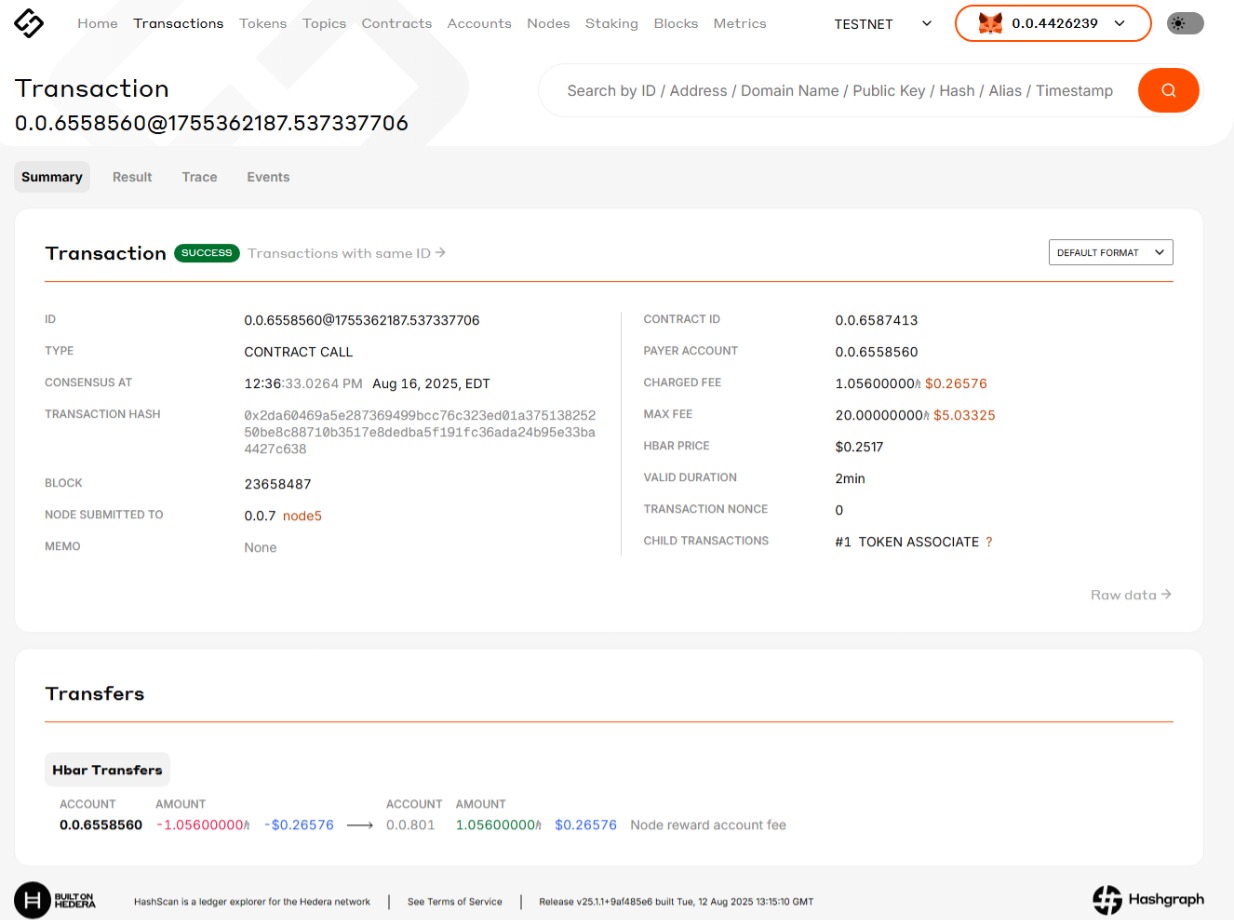 Home Transactions Tokens Topics Contracts Accounts Nodes Staking Blocks Metrics TESTNET 0.0.4426239
Transaction
0.0.6558560@1755362187.537337706
Search by ID / Address / Domain Name / Public Key / Hash / Alias / Timestamp
Summary Result Trace Events
Transaction SUCCESS Transactions with same ID → DEFAULT FORMAT
ID 0.0.6558560@1755362187.537337706
TYPE CONTRACT CALL
CONSENSUS AT 12:36:33.0264 PM Aug 16, 2025, EDT
TRANSACTION HASH 0x2da60469a5e287369499bcc76c323ed01a375138252
50be8c88710b3517e8dedba5f191fc36ada24b95e33ba
4427c638
BLOCK 23658487
NODE SUBMITTED TO 0.0.7 node5
MEMO None
CONTRACT ID 0.0.6587413
PAYER ACCOUNT 0.0.6558560
CHARGED FEE 1.05600000ℏ $0.26576
MAX FEE 20.00000000ℏ $5.03325
HBAR PRICE $0.2517
VALID DURATION 2min
TRANSACTION NONCE 0
CHILD TRANSACTIONS #1 TOKEN ASSOCIATE ?
Raw data →
Transfers
Hbar Transfers
ACCOUNT AMOUNT ACCOUNT AMOUNT
0.0.6558560 -1.05600000ℏ -$0.26576 → 0.0.801 1.05600000ℏ $0.26576 Node reward account fee
H BUILT ON
HEDERA
HashScan is a ledger explorer for the Hedera network | See Terms of Service | Release v25.1.1+9af485e6 built Tue, 12 Aug 2025 13:15:10 GMT
Hashgraph